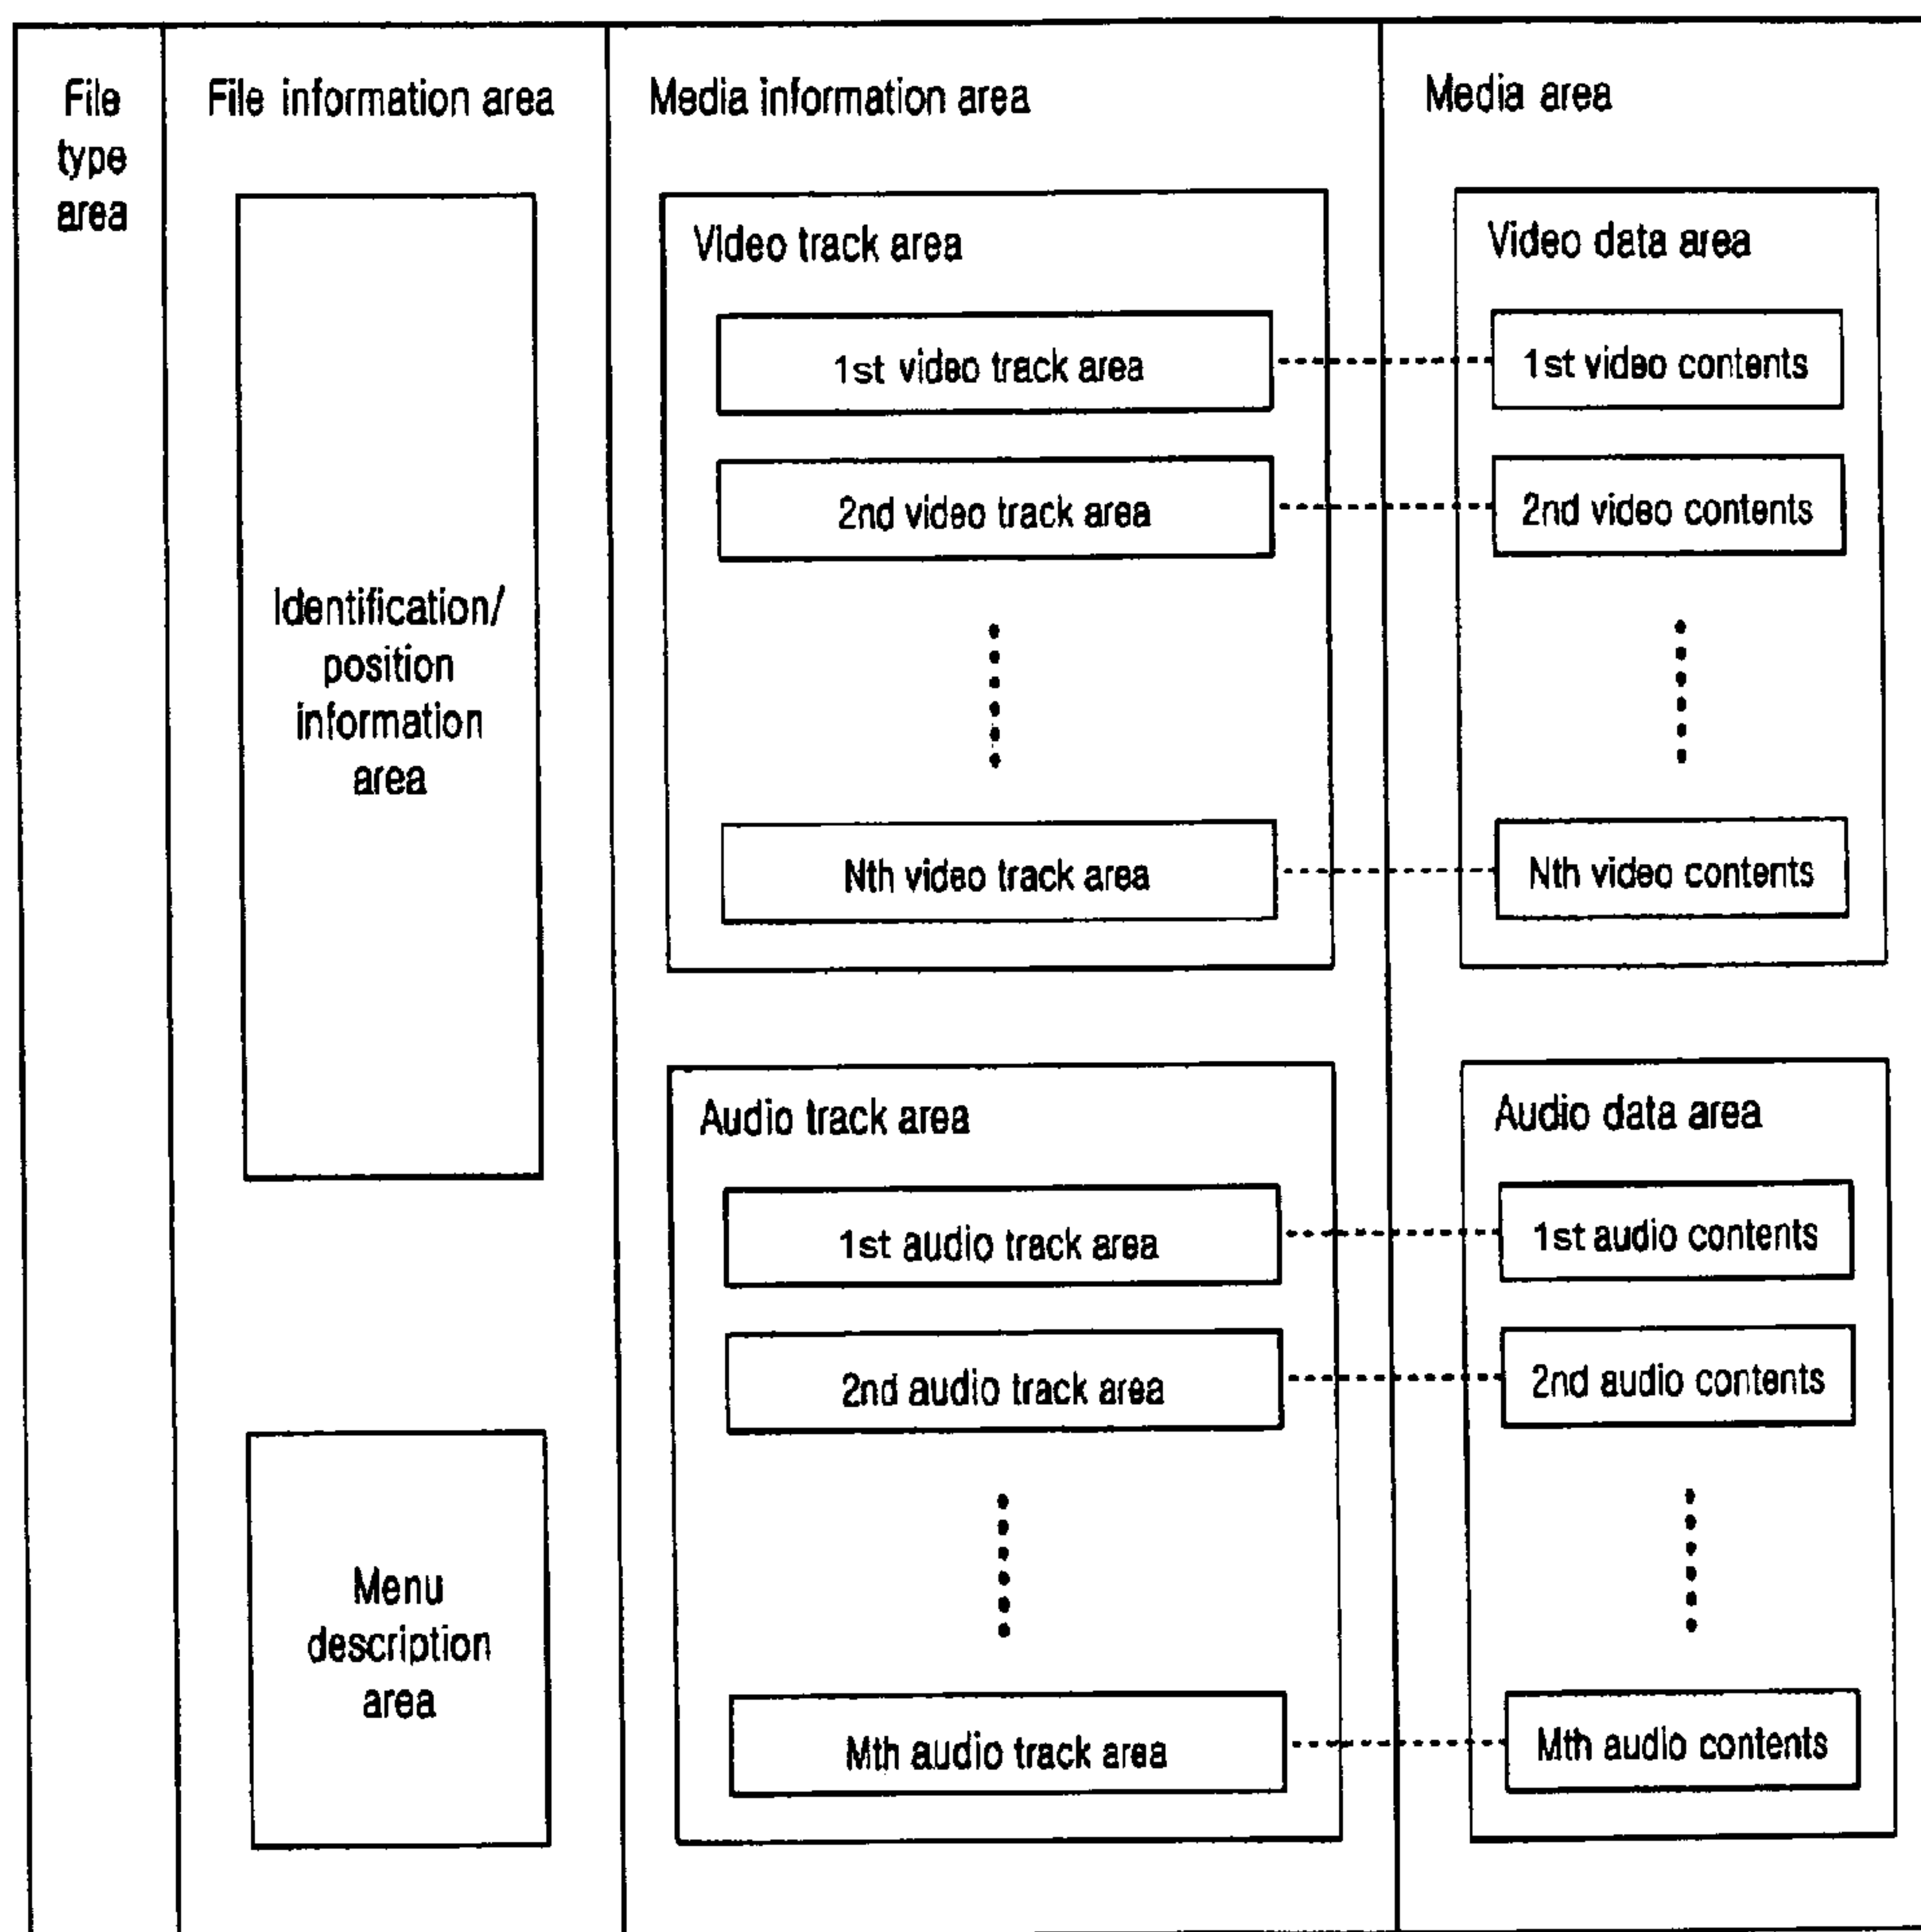 File
type
area
File information area
Identification/
position
information
area
Menu
description
area
Media information area
Video track area
1st video track area
2nd video track area
Nth video track area
Audio track area
1st audio track area
2nd audio track area
Mth audio track area
Media area
Video data area
1st video contents
2nd video contents
Nth video contents
Audio data area
1st audio contents
2nd audio contents
Mth audio contents